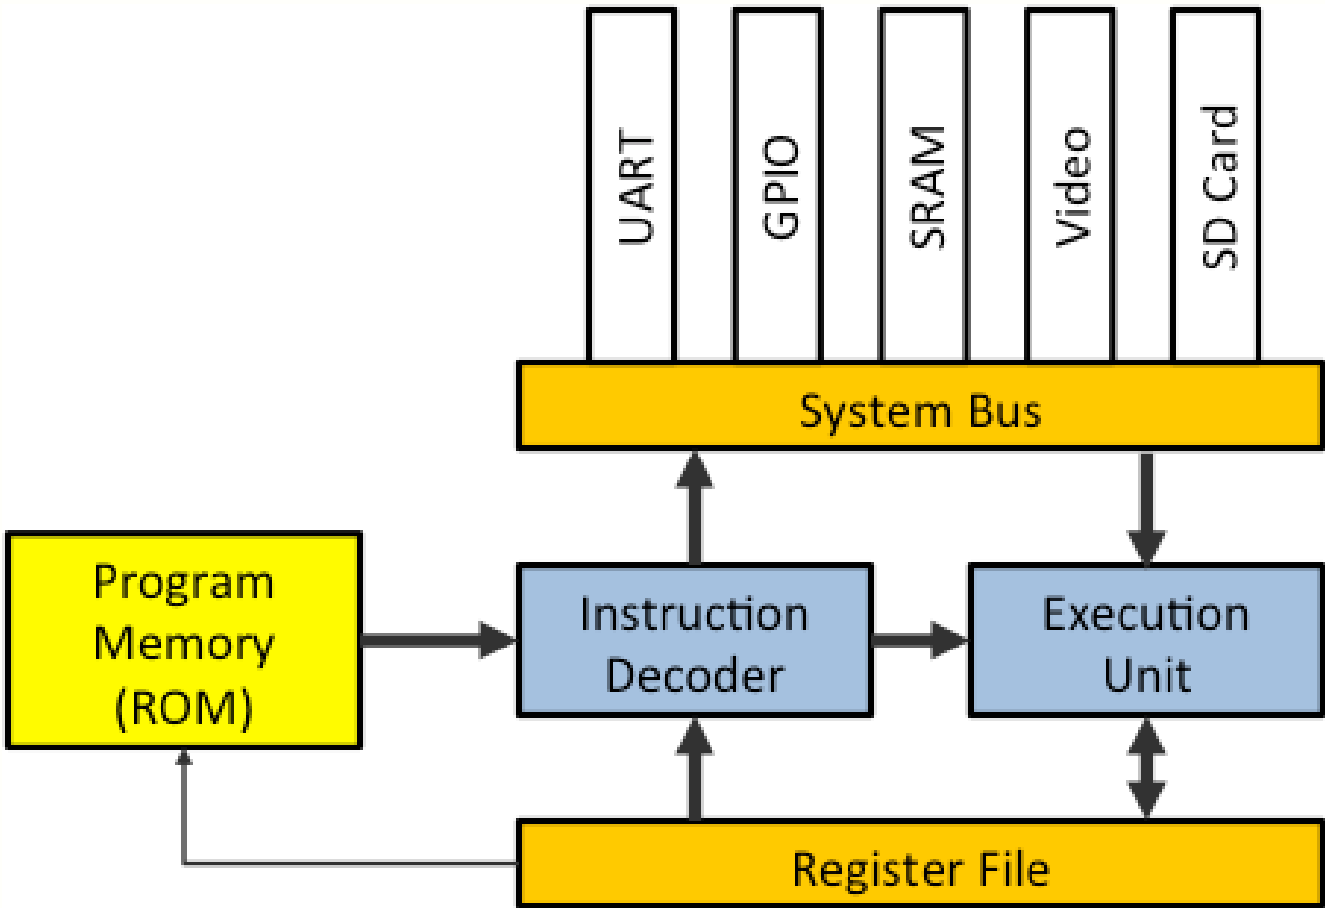 UART
GPIO
SRAM
Video
SD Card
System Bus
Program
Memory
(ROM)
Instruction
Decoder
Execution
Unit
Register File